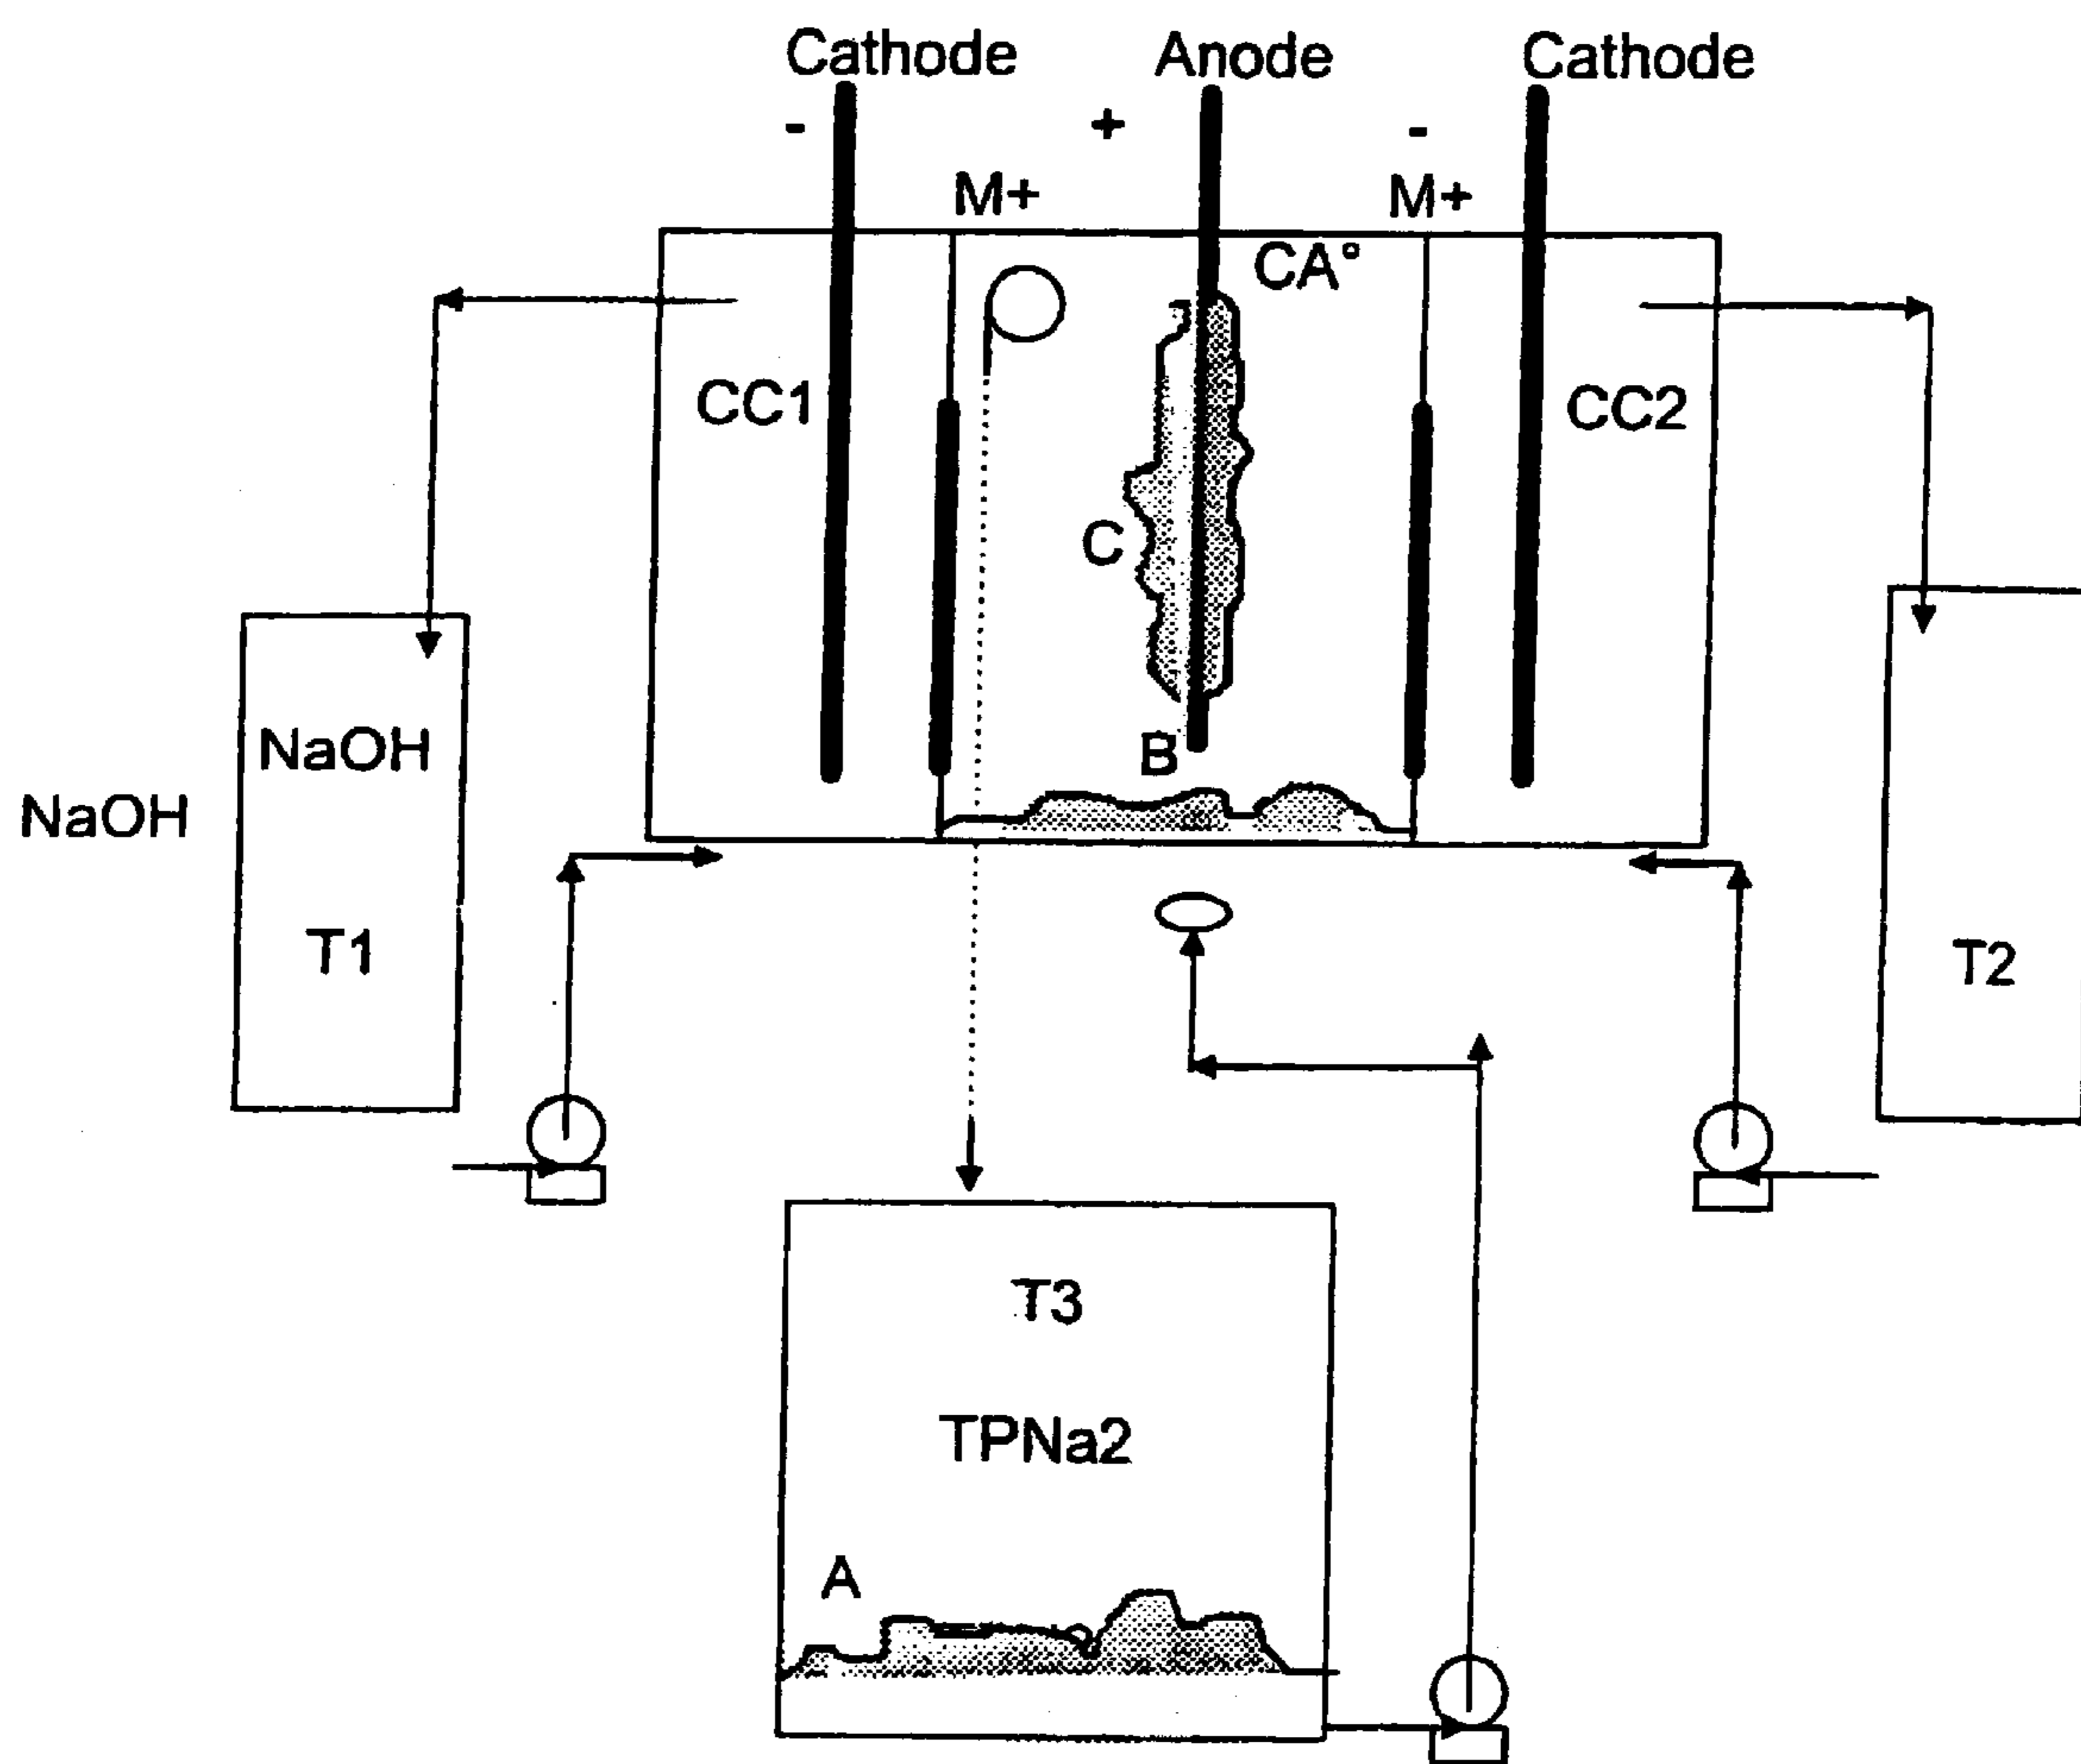 Cathode Anode Cathode
- + -
M+ M+
CA°
CC1 CC2
C
B
NaOH
NaOH
T1
T2
T3
TPNa2
A